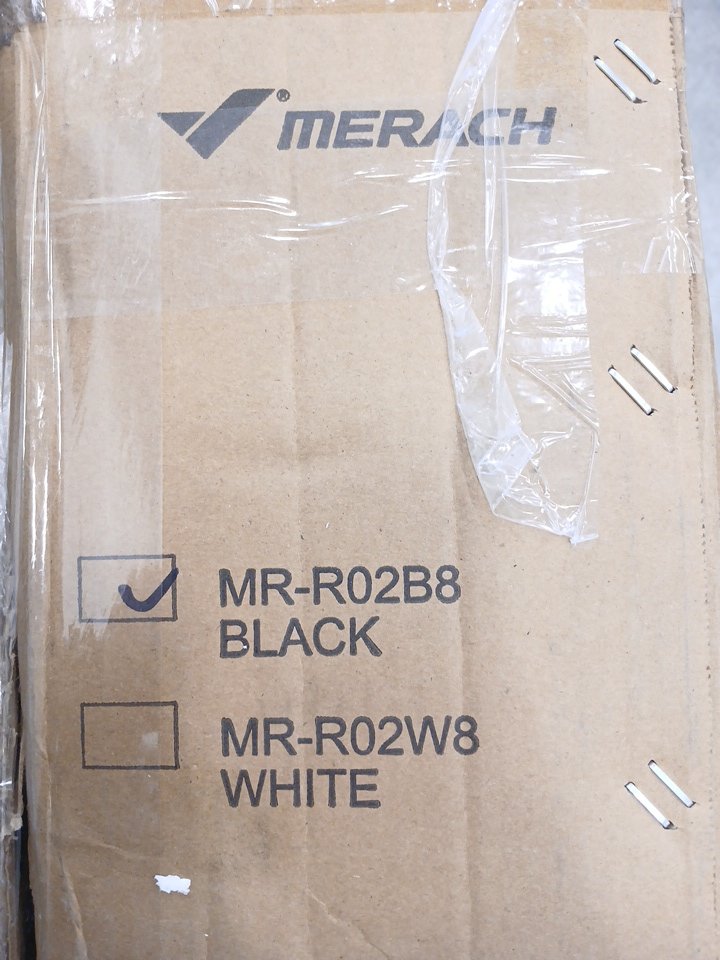 MERACH®
MR-R02B8
BLACK
MR-R02W8
WHITE